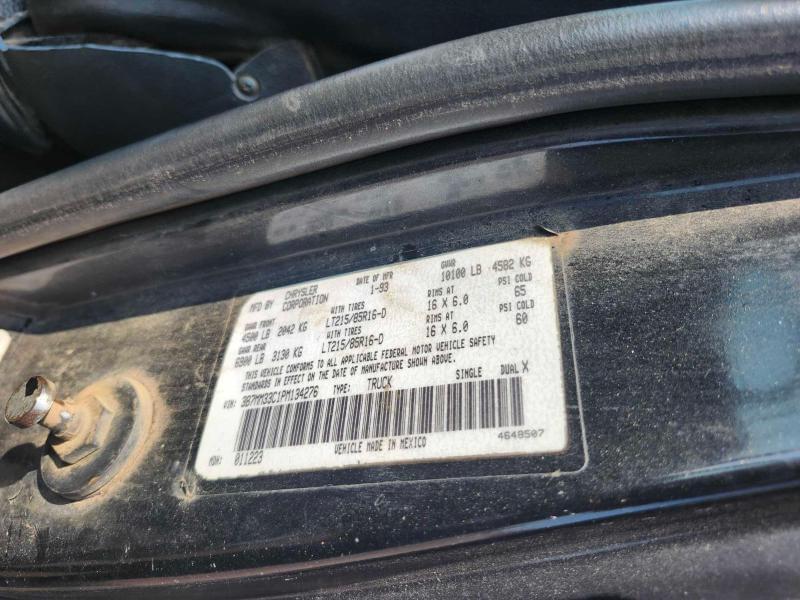 MFD BY CHRYSLER CORPORATION DATE OF MFR 1-93 GVWR 10100 LB 4582 KG
GAWR FRONT WITH TIRES RIMS AT PSI COLD
4500 LB 2042 KG LT215/85R16-D 16 X 6.0 65
GAWR REAR WITH TIRES RIMS AT PSI COLD
6900 LB 3130 KG LT215/85R16-D 16 X 6.0 60
THIS VEHICLE CONFORMS TO ALL APPLICABLE FEDERAL MOTOR VEHICLE SAFETY
STANDARDS IN EFFECT ON THE DATE OF MANUFACTURE SHOWN ABOVE.
VIN: 3B7MM33C1PM134276 TYPE: TRUCK SINGLE DUAL X
MDH: 011223 VEHICLE MADE IN MEXICO 4648507